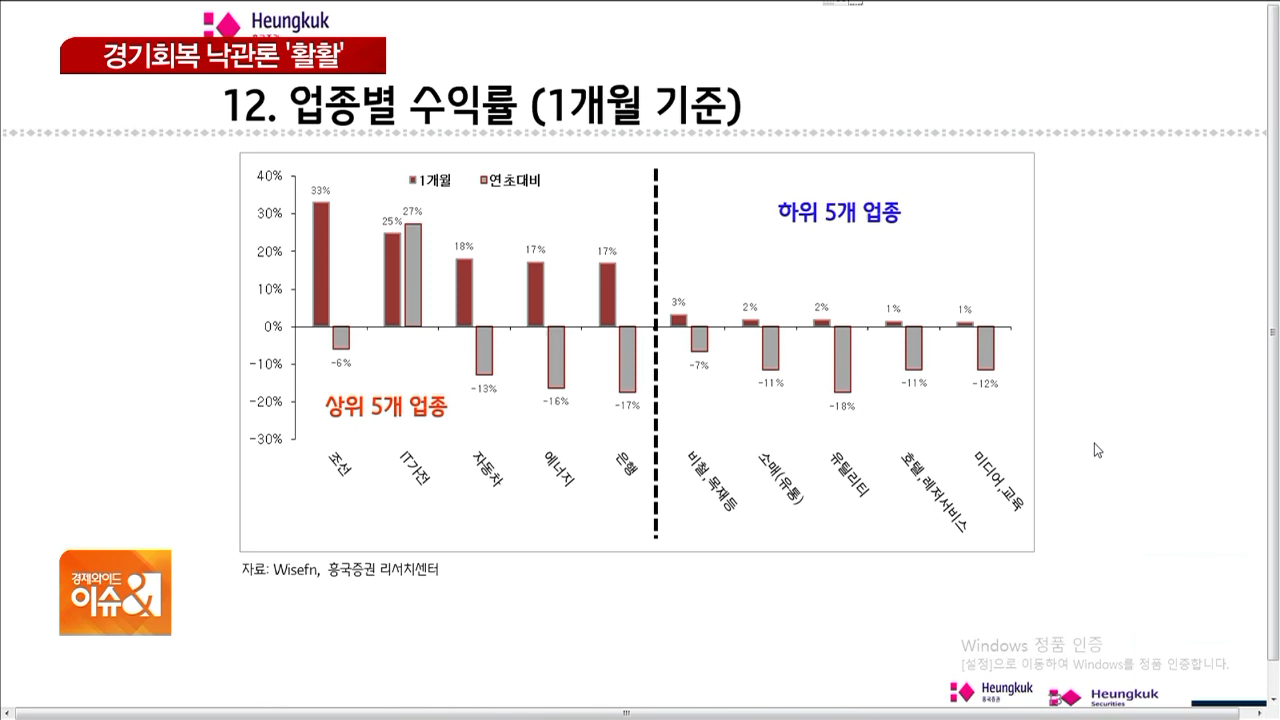 Heungkuk
경기회복 낙관론 '활활'
12. 업종별 수익률 (1개월 기준)
1개월 연초대비
하위 5개 업종
상위 5개 업종
40%
30%
20%
10%
0%
-10%
-20%
-30%
33% 25% 27% 18% 17% 17% 3% 2% 2% 1% 1%
-6% -13% -16% -17% -7% -11% -18% -11% -12%
조선 IT가전 자동차 에너지 은행 비철,목재등 소매(유통) 유틸리티 호텔,레저서비스 미디어,교육
자료: Wisefn, 흥국증권 리서치센터
경제와이드
이슈&
Windows 정품 인증
[설정]으로 이동하여 Windows를 정품 인증합니다.
Heungkuk
흥국증권
Heungkuk
Securities